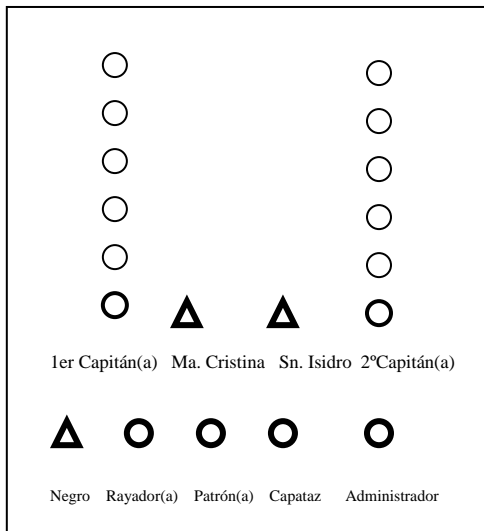 1er Capitán(a) Ma. Cristina Sn. Isidro 2ºCapitán(a)
Negro Rayador(a) Patrón(a) Capataz Administrador